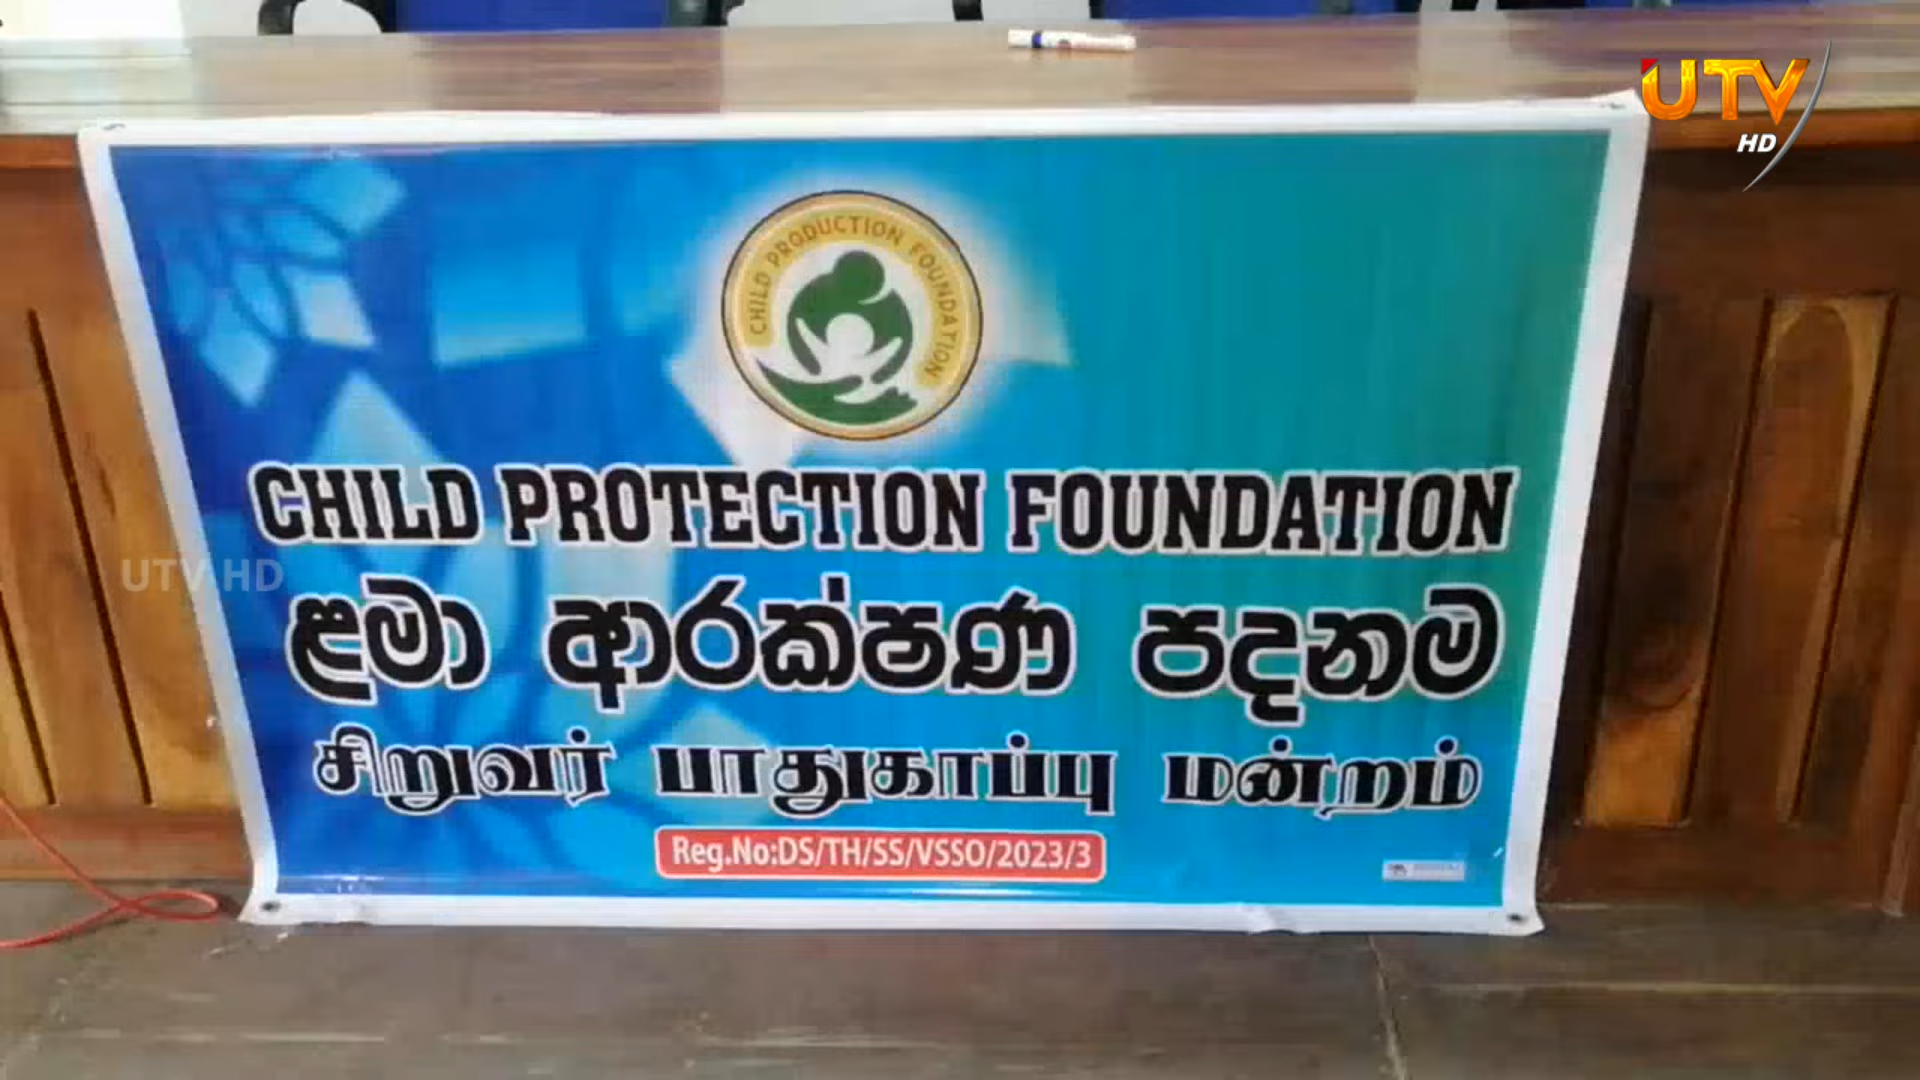 UTV
HD
CHILD PRODUCTION FOUNDATION
CHILD PROTECTION FOUNDATION
UTV HD
ළමා ආරක්ෂණ පදනම
சிறுவர் பாதுகாப்பு மன்றம்
Reg.No:DS/TH/SS/VSSO/2023/3